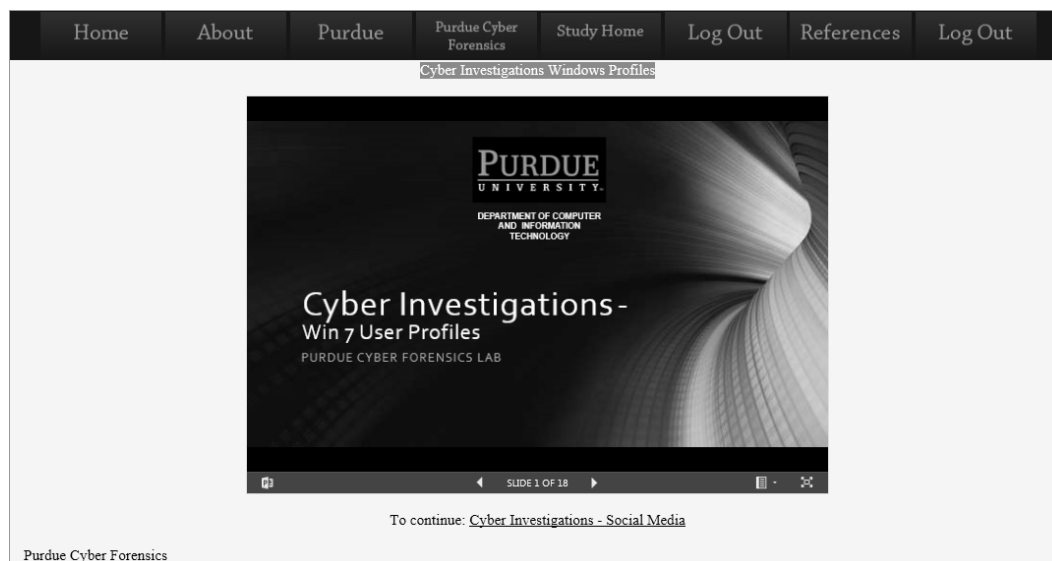 Home About Purdue Purdue Cyber Forensics Study Home Log Out References Log Out
Cyber Investigations Windows Profiles
PURDUE
UNIVERSITY
DEPARTMENT OF COMPUTER
AND INFORMATION
TECHNOLOGY
Cyber Investigations -
Win 7 User Profiles
PURDUE CYBER FORENSICS LAB
SLIDE 1 OF 18
To continue: Cyber Investigations - Social Media
Purdue Cyber Forensics